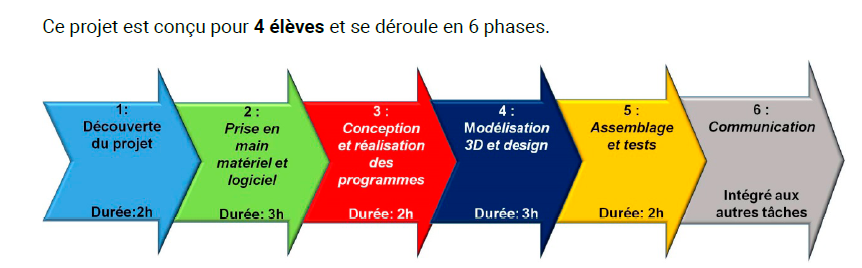 Ce projet est conçu pour 4 élèves et se déroule en 6 phases.
1:
Découverte
du projet
Durée:2h
2 :
Prise en
main
matériel et
logiciel
Durée: 3h
3 :
Conception
et réalisation
des
programmes
Durée: 2h
4 :
Modélisation
3D et design
Durée: 3h
5 :
Assemblage
et tests
Durée: 2h
6 :
Communication
Intégré aux
autres tâches